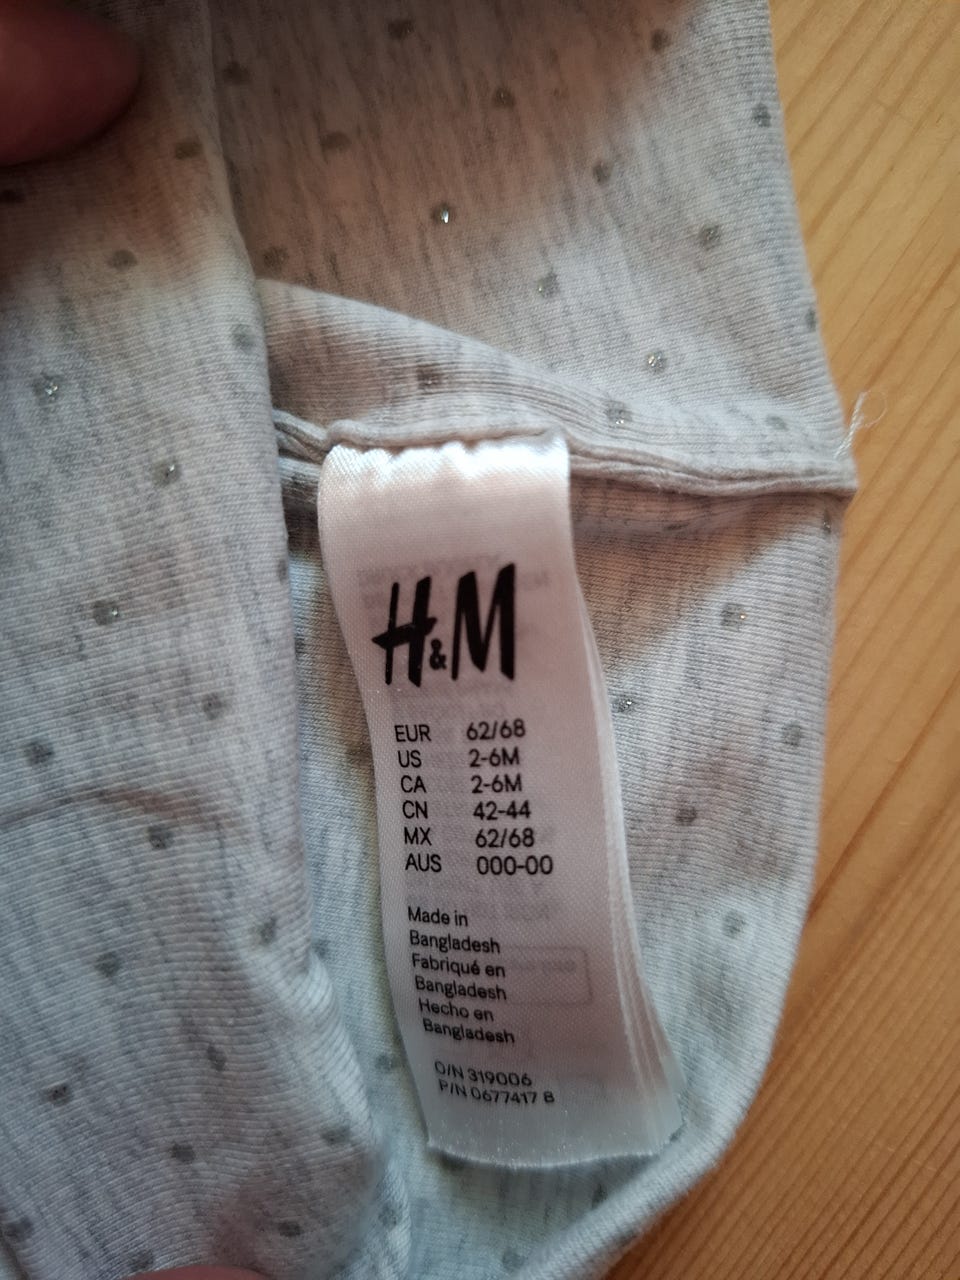 H&M
EUR 62/68
US 2-6M
CA 2-6M
CN 42-44
MX 62/68
AUS 000-00
Made in
Bangladesh
Fabriqué en
Bangladesh
Hecho en
Bangladesh
O/N 319006
P/N 0677417 B